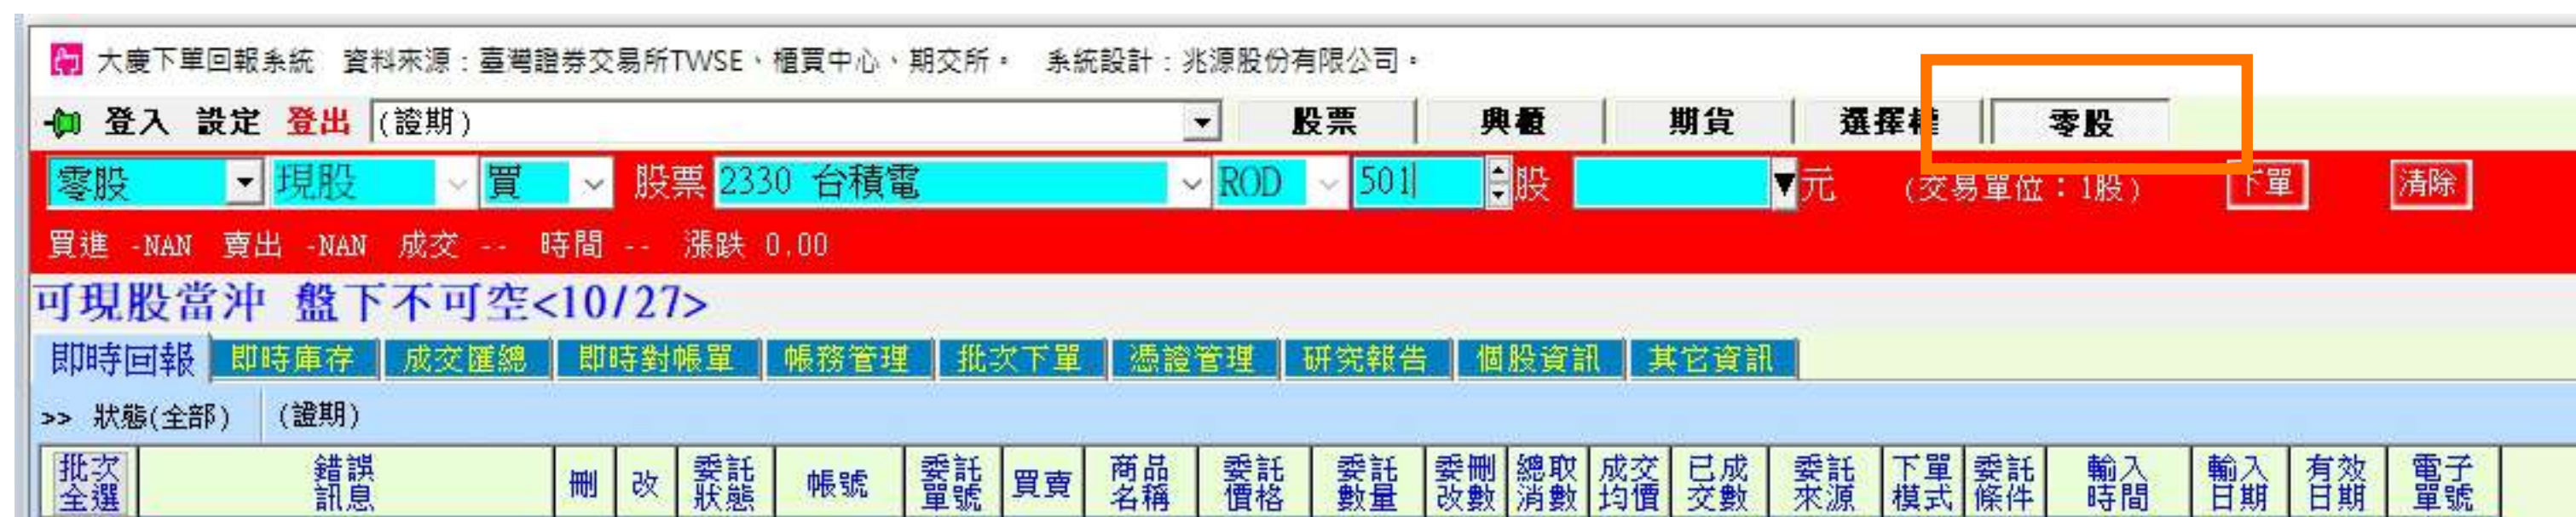 大慶下單回報系統 資料來源：臺灣證券交易所TWSE、櫃買中心、期交所。 系統設計：兆源股份有限公司。
登入 設定 登出 (證期) 股票 興櫃 期貨 選擇權 零股
零股 現股 買 股票 2330 台積電 ROD 501 股 元 (交易單位：1股) 下單 清除
買進 -NAN 賣出 -NAN 成交 -- 時間 -- 漲跌 0.00
可現股當沖 盤下不可空<10/27>
即時回報 即時庫存 成交匯總 即時對帳單 帳務管理 批次下單 憑證管理 研究報告 個股資訊 其它資訊
>> 狀態(全部) (證期)
批次全選 錯誤訊息 刪 改 委託狀態 帳號 委託單號 買賣 商品名稱 委託價格 委託數量 委刪改數 總取消數 成交均價 已成交數 委託來源 下單模式 委託條件 輸入時間 輸入日期 有效日期 電子單號